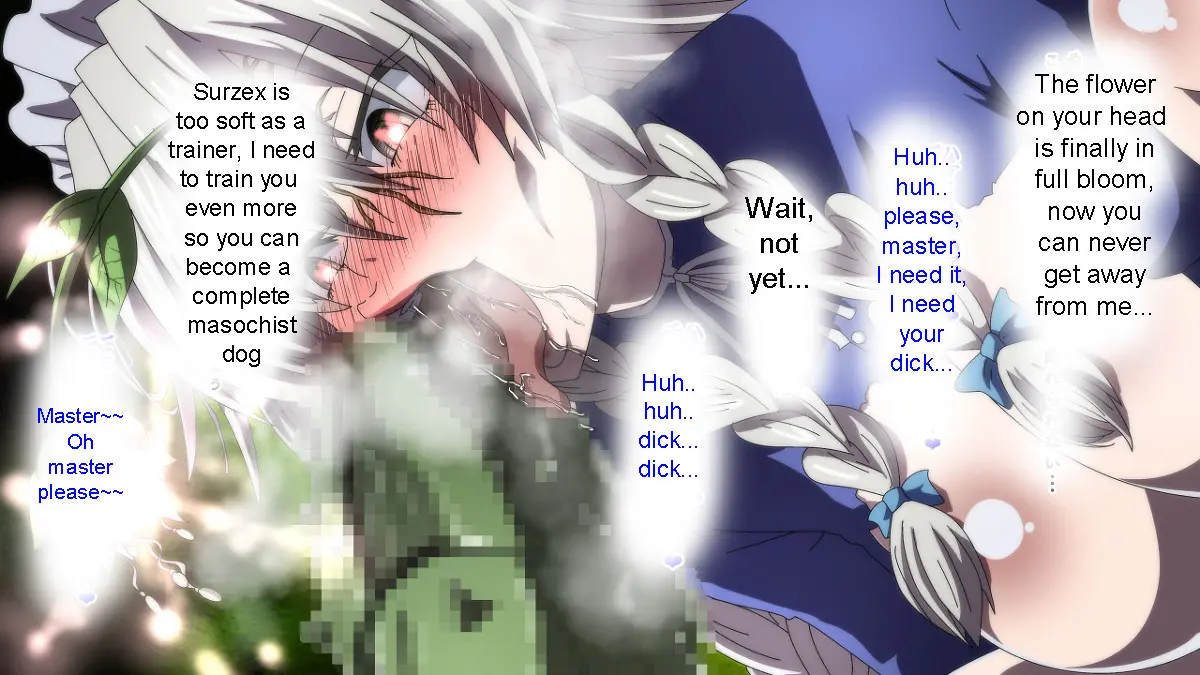 The flower
on your head
is finally in
full bloom,
now you
can never
get away
from me...
Huh..
huh..
please,
master,
I need it,
I need
your
dick...
Wait,
not
yet...
Huh..
huh..
dick...
dick...
Surzex is
too soft as a
trainer, I need
to train you
even more
so you can
become a
complete
masochist
dog
Master~~
Oh
master
please~~